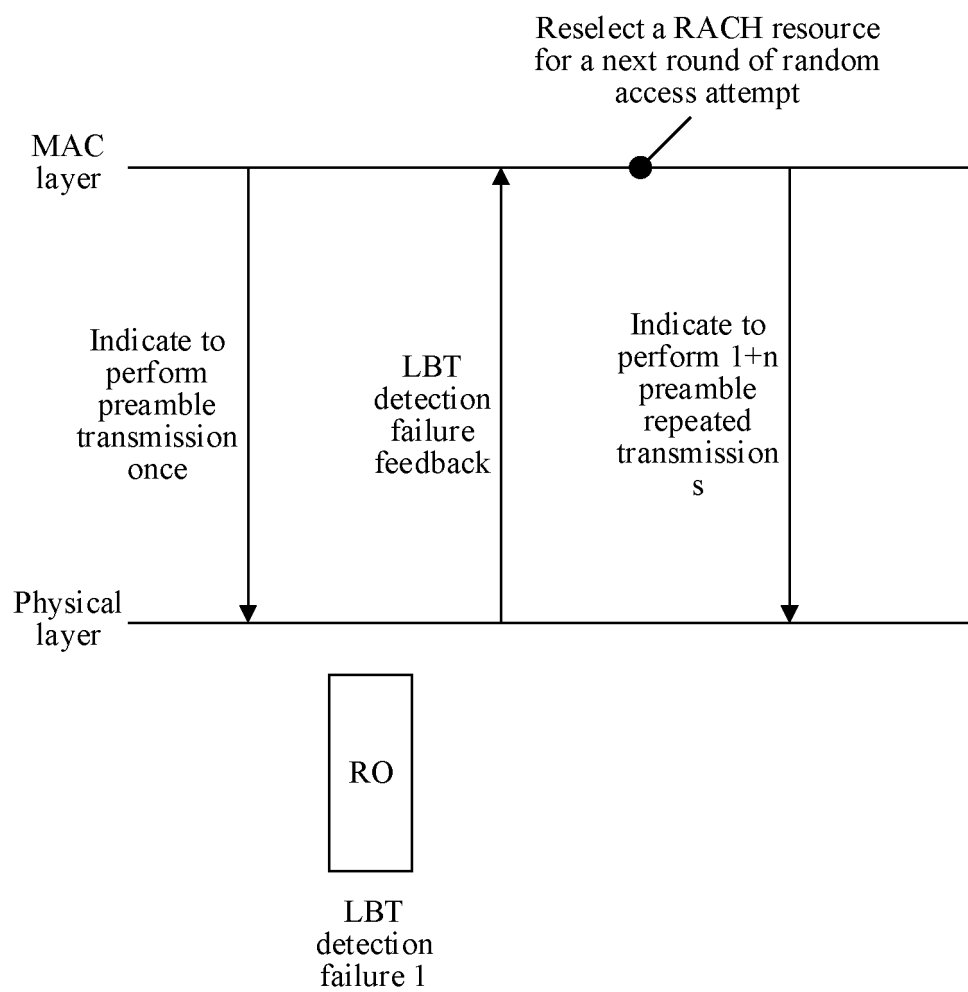 Reselect a RACH resource
for a next round of random
access attempt
MAC
layer
Indicate to
perform
preamble
transmission
once
LBT
detection
failure
feedback
Indicate to
perform 1+n
preamble
repeated
transmission
s
Physical
layer
RO
LBT
detection
failure 1